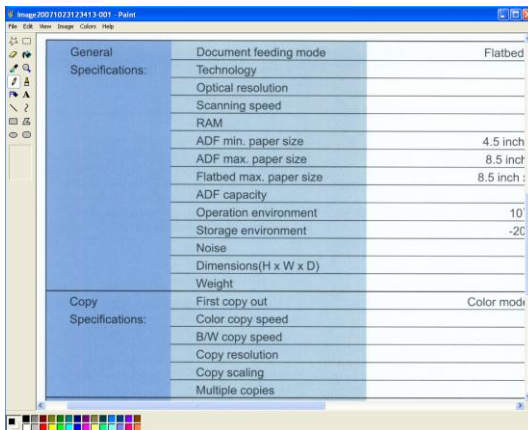 Image20071023123413-001 - Paint
File Edit View Image Colors Help
General Document feeding mode Flatbed
Specifications: Technology
Optical resolution
Scanning speed
RAM
ADF min. paper size 4.5 inch
ADF max. paper size 8.5 inch
Flatbed max. paper size 8.5 inch :
ADF capacity
Operation environment 10
Storage environment -20
Noise
Dimensions(H x W x D)
Weight
Copy First copy out Color mode
Specifications: Color copy speed
B/W copy speed
Copy resolution
Copy scaling
Multiple copies